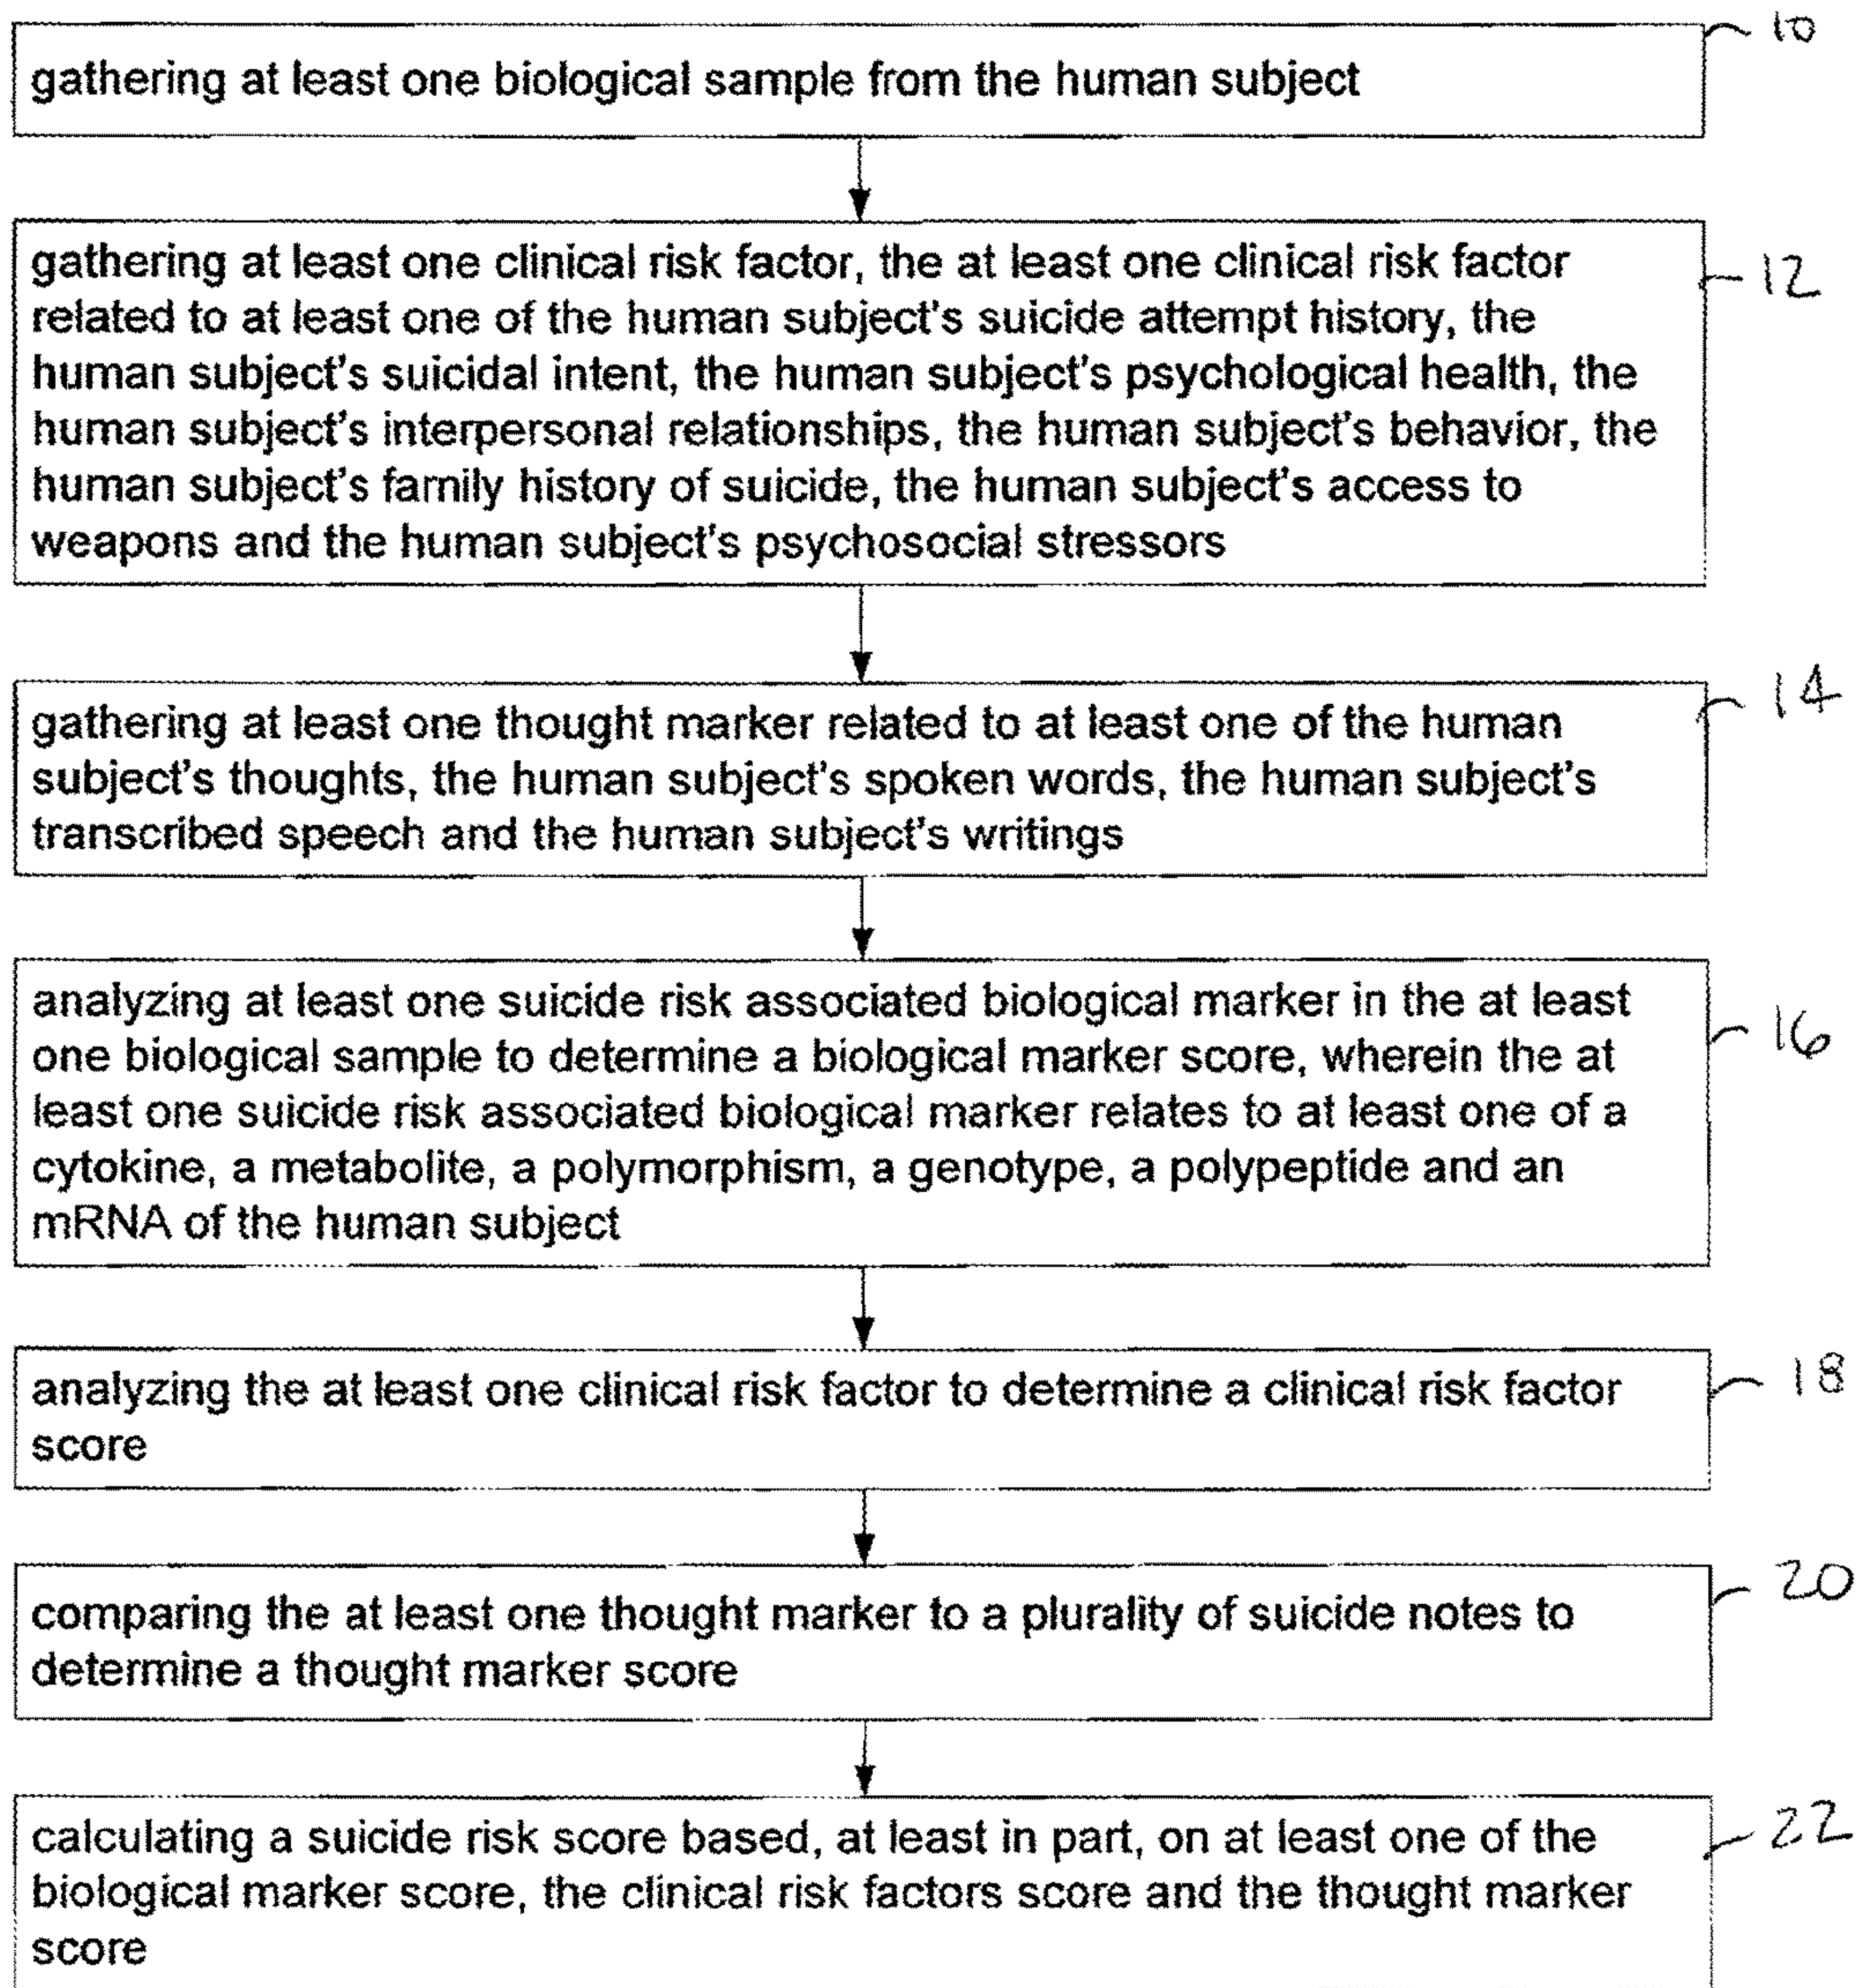 10
gathering at least one biological sample from the human subject
gathering at least one clinical risk factor, the at least one clinical risk factor
12
related to at least one of the human subject's suicide attempt history, the
human subject's suicidal intent, the human subject's psychological health, the
human subject's interpersonal relationships, the human subject's behavior, the
human subject's family history of suicide, the human subject's access to
weapons and the human subject's psychosocial stressors
14
gathering at least one thought marker related to at least one of the human
subject's thoughts, the human subject's spoken words, the human subject's
transcribed speech and the human subject's writings
analyzing at least one suicide risk associated biological marker in the at least
16
one biological sample to determine a biological marker score, wherein the at
least one suicide risk associated biological marker relates to at least one of a
cytokine, a metabolite, a polymorphism, a genotype, a polypeptide and an
mRNA of the human subject
18
analyzing the at least one clinical risk factor to determine a clinical risk factor
score
20
comparing the at least one thought marker to a plurality of suicide notes to
determine a thought marker score
22
calculating a suicide risk score based, at least in part, on at least one of the
biological marker score, the clinical risk factors score and the thought marker
score